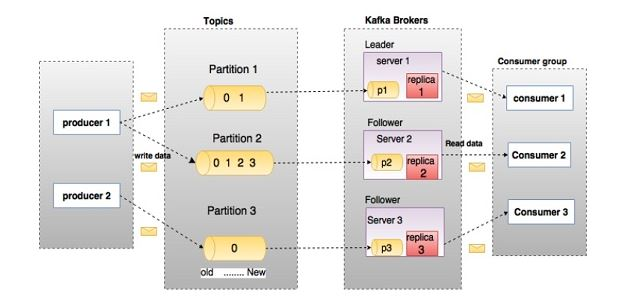 Topics
Kafka Brokers
Consumer group
producer 1
producer 2
write data
Partition 1
0 1
Partition 2
0 1 2 3
Partition 3
0
old ........ New
Leader
server 1
p1
replica
1
Follower
Server 2
p2
replica
2
Follower
Server 3
p3
replica
3
Read data
consumer 1
Consumer 2
Consumer 3